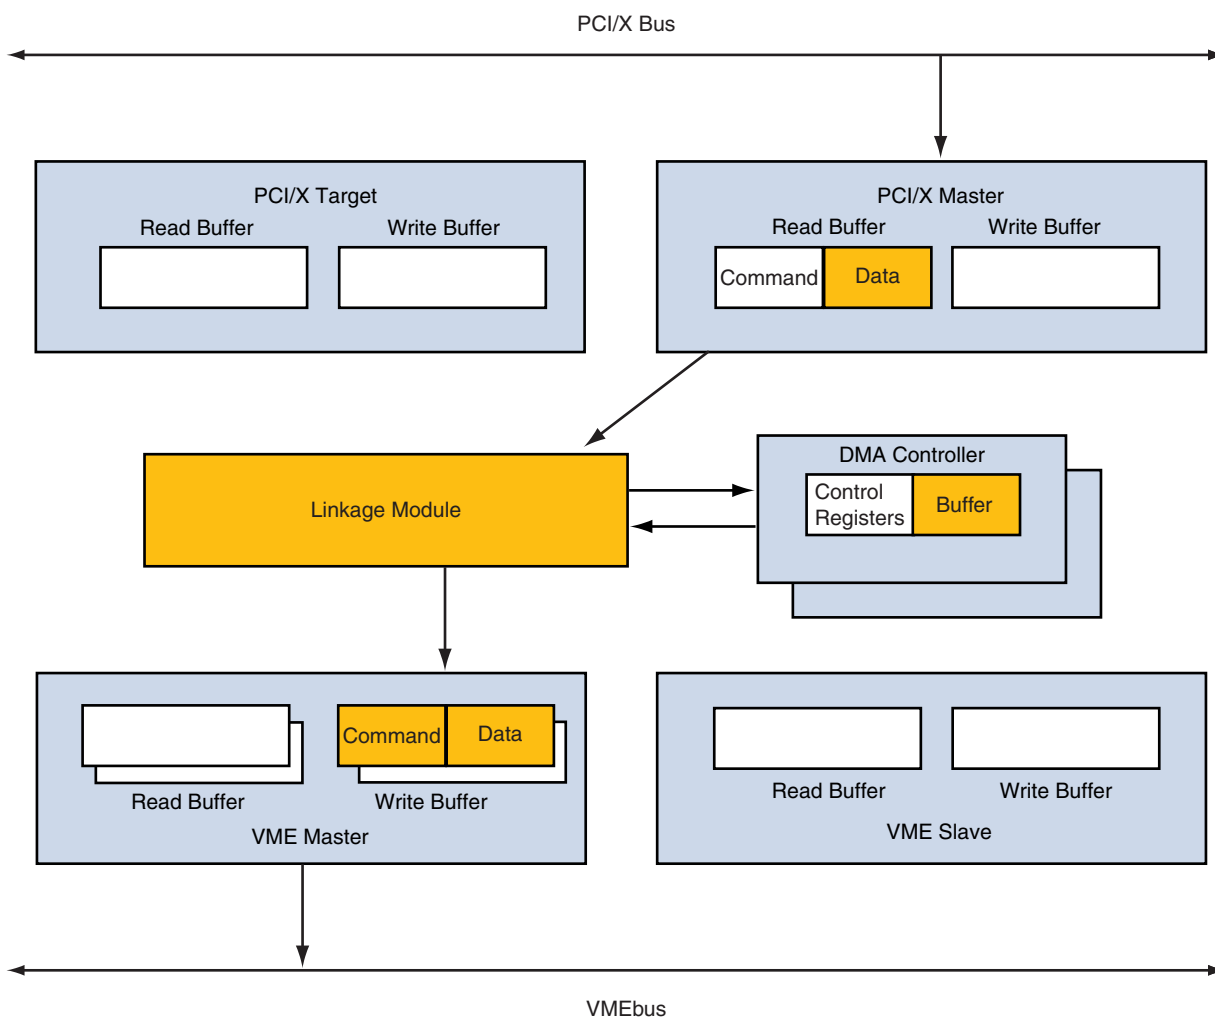 PCI/X Bus
PCI/X Target
Read Buffer
Write Buffer
PCI/X Master
Read Buffer
Write Buffer
Command
Data
Linkage Module
DMA Controller
Control
Registers
Buffer
Command
Data
Read Buffer
Write Buffer
VME Master
Read Buffer
Write Buffer
VME Slave
VMEbus